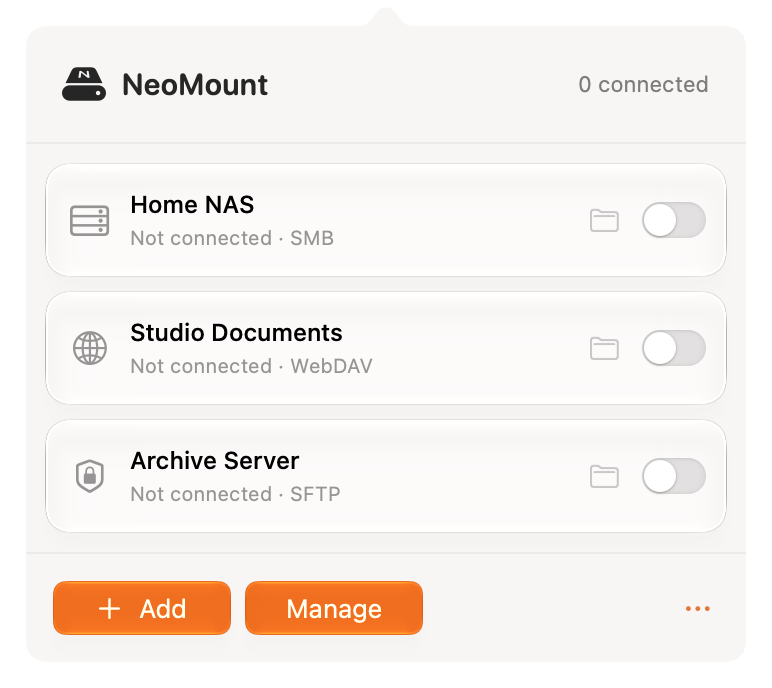 N
NeoMount
0 connected
Home NAS
Not connected · SMB
Studio Documents
Not connected · WebDAV
Archive Server
Not connected · SFTP
+ Add
Manage